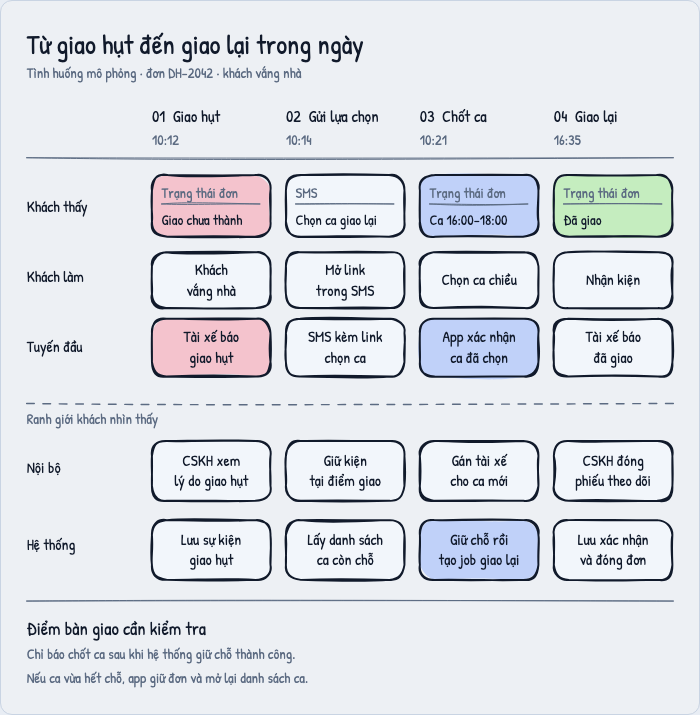 Từ giao hụt đến giao lại trong ngày
Tình huống mô phỏng · đơn DH-2042 · khách vắng nhà
01 Giao hụt
10:12
02 Gửi lựa chọn
10:14
03 Chốt ca
10:21
04 Giao lại
16:35
Khách thấy
Trạng thái đơn
Giao chưa thành
SMS
Chọn ca giao lại
Trạng thái đơn
Ca 16:00–18:00
Trạng thái đơn
Đã giao
Khách làm
Khách
vắng nhà
Mở link
trong SMS
Chọn ca chiều
Nhận kiện
Tuyến đầu
Tài xế báo
giao hụt
SMS kèm link
chọn ca
App xác nhận
ca đã chọn
Tài xế báo
đã giao
Ranh giới khách nhìn thấy
Nội bộ
CSKH xem
lý do giao hụt
Giữ kiện
tại điểm giao
Gán tài xế
cho ca mới
CSKH đóng
phiếu theo dõi
Hệ thống
Lưu sự kiện
giao hụt
Lấy danh sách
ca còn chỗ
Giữ chỗ rồi
tạo job giao lại
Lưu xác nhận
và đóng đơn
Điểm bàn giao cần kiểm tra
Chỉ báo chốt ca sau khi hệ thống giữ chỗ thành công.
Nếu ca vừa hết chỗ, app giữ đơn và mở lại danh sách ca.